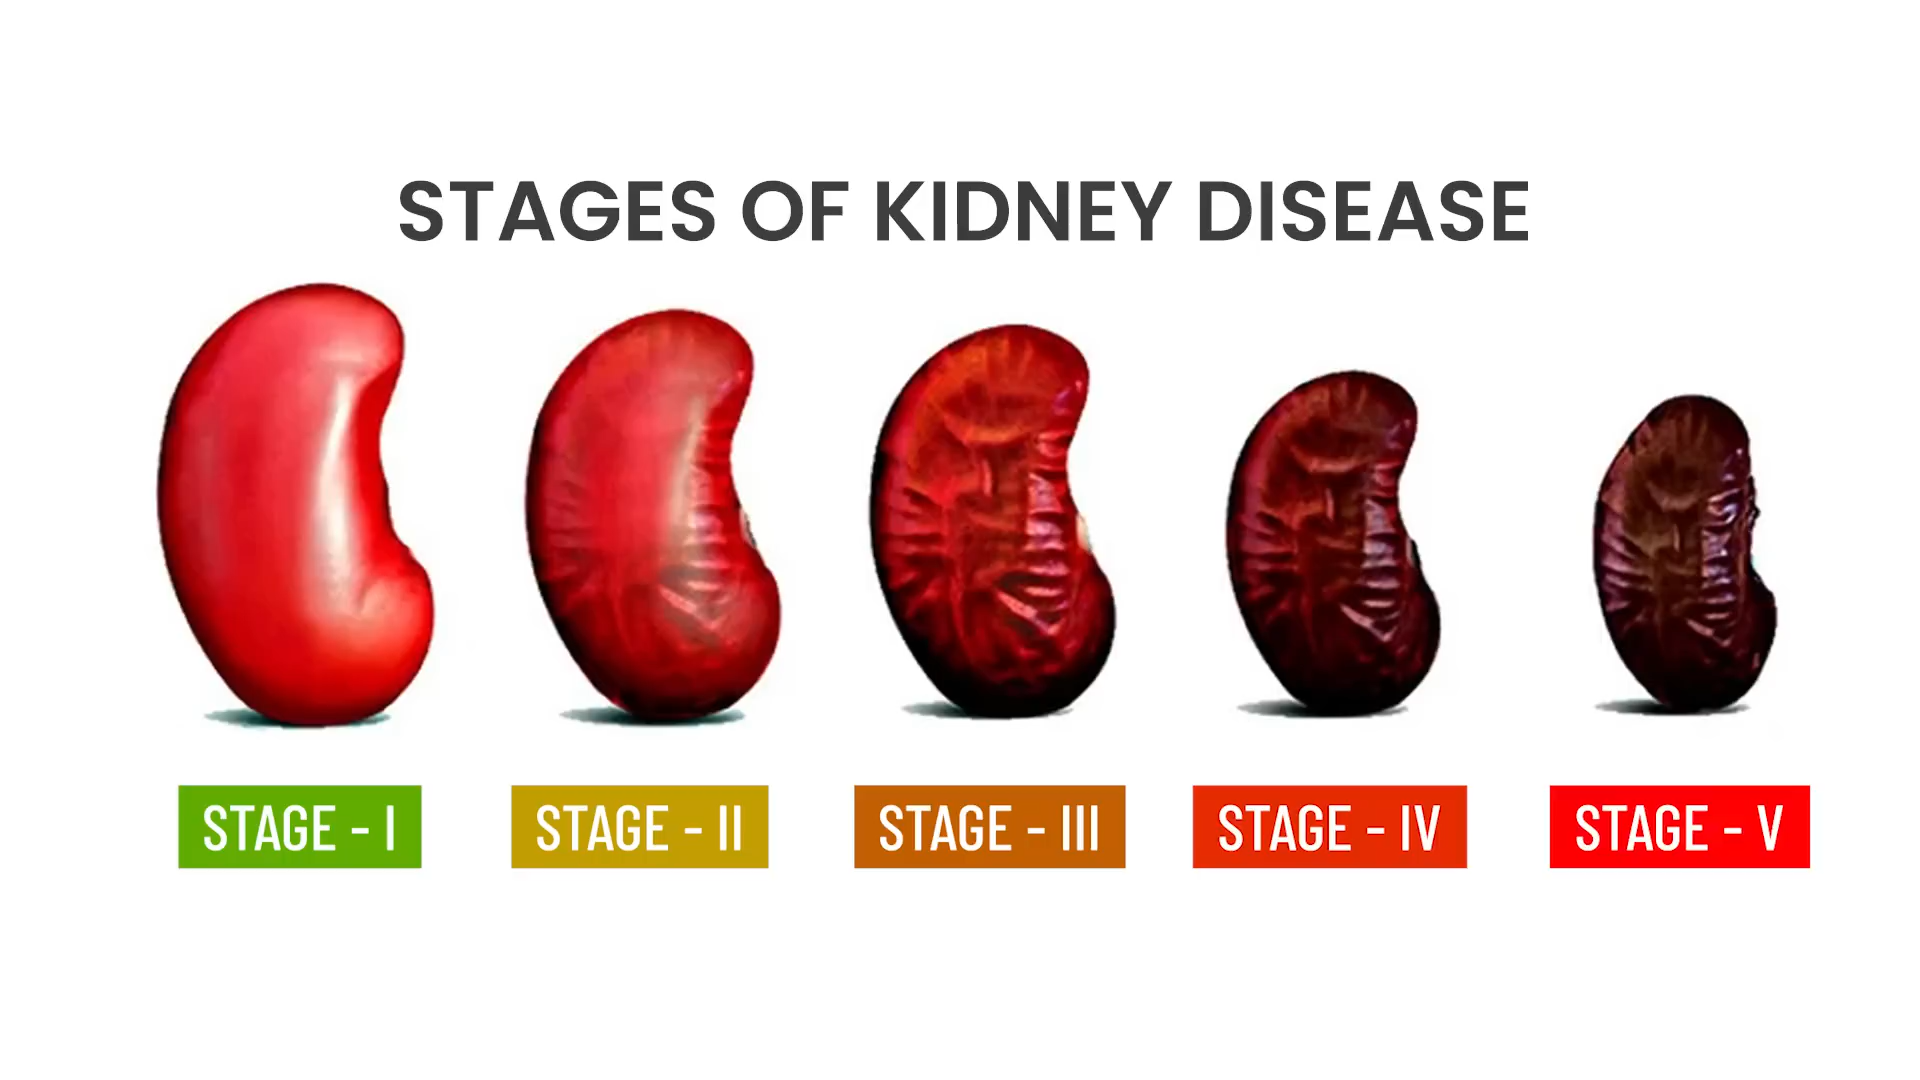 STAGES OF KIDNEY DISEASE
STAGE - I
STAGE - II
STAGE - III
STAGE - IV
STAGE - V